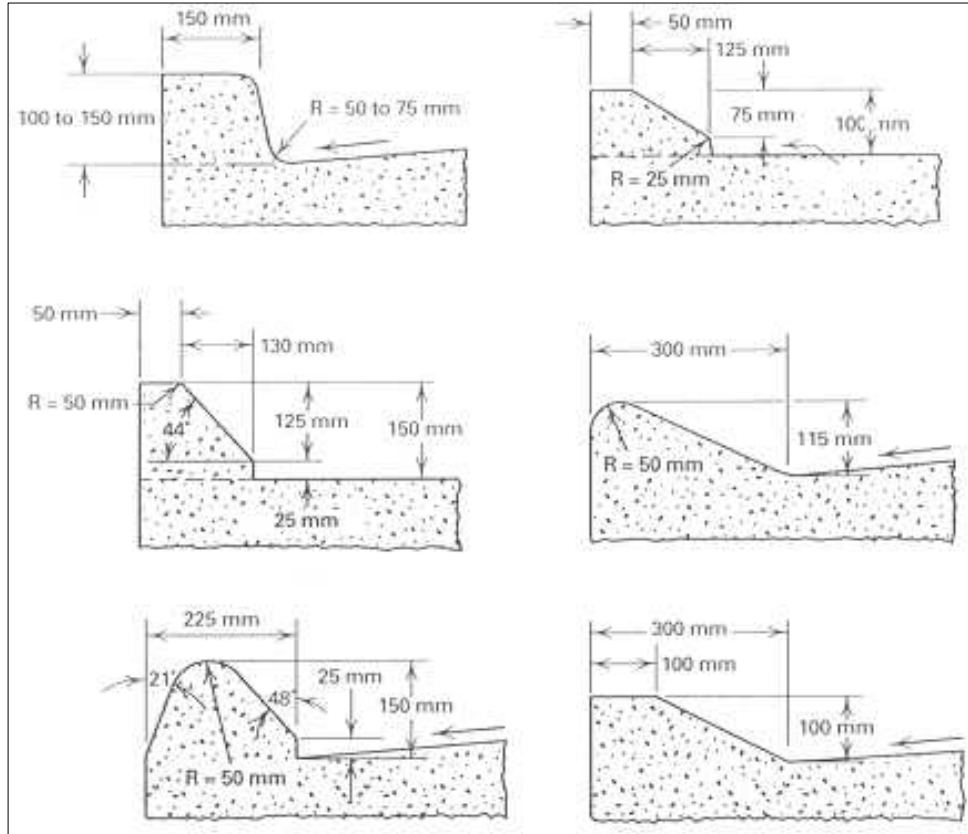 150 mm
100 to 150 mm
R = 50 to 75 mm
50 mm
125 mm
75 mm
R = 25 mm
50 mm
130 mm
R = 50 mm
44°
125 mm
150 mm
25 mm
300 mm
115 mm
R = 50 mm
225 mm
21°
48°
25 mm
150 mm
R = 50 mm
300 mm
100 mm
100 mm